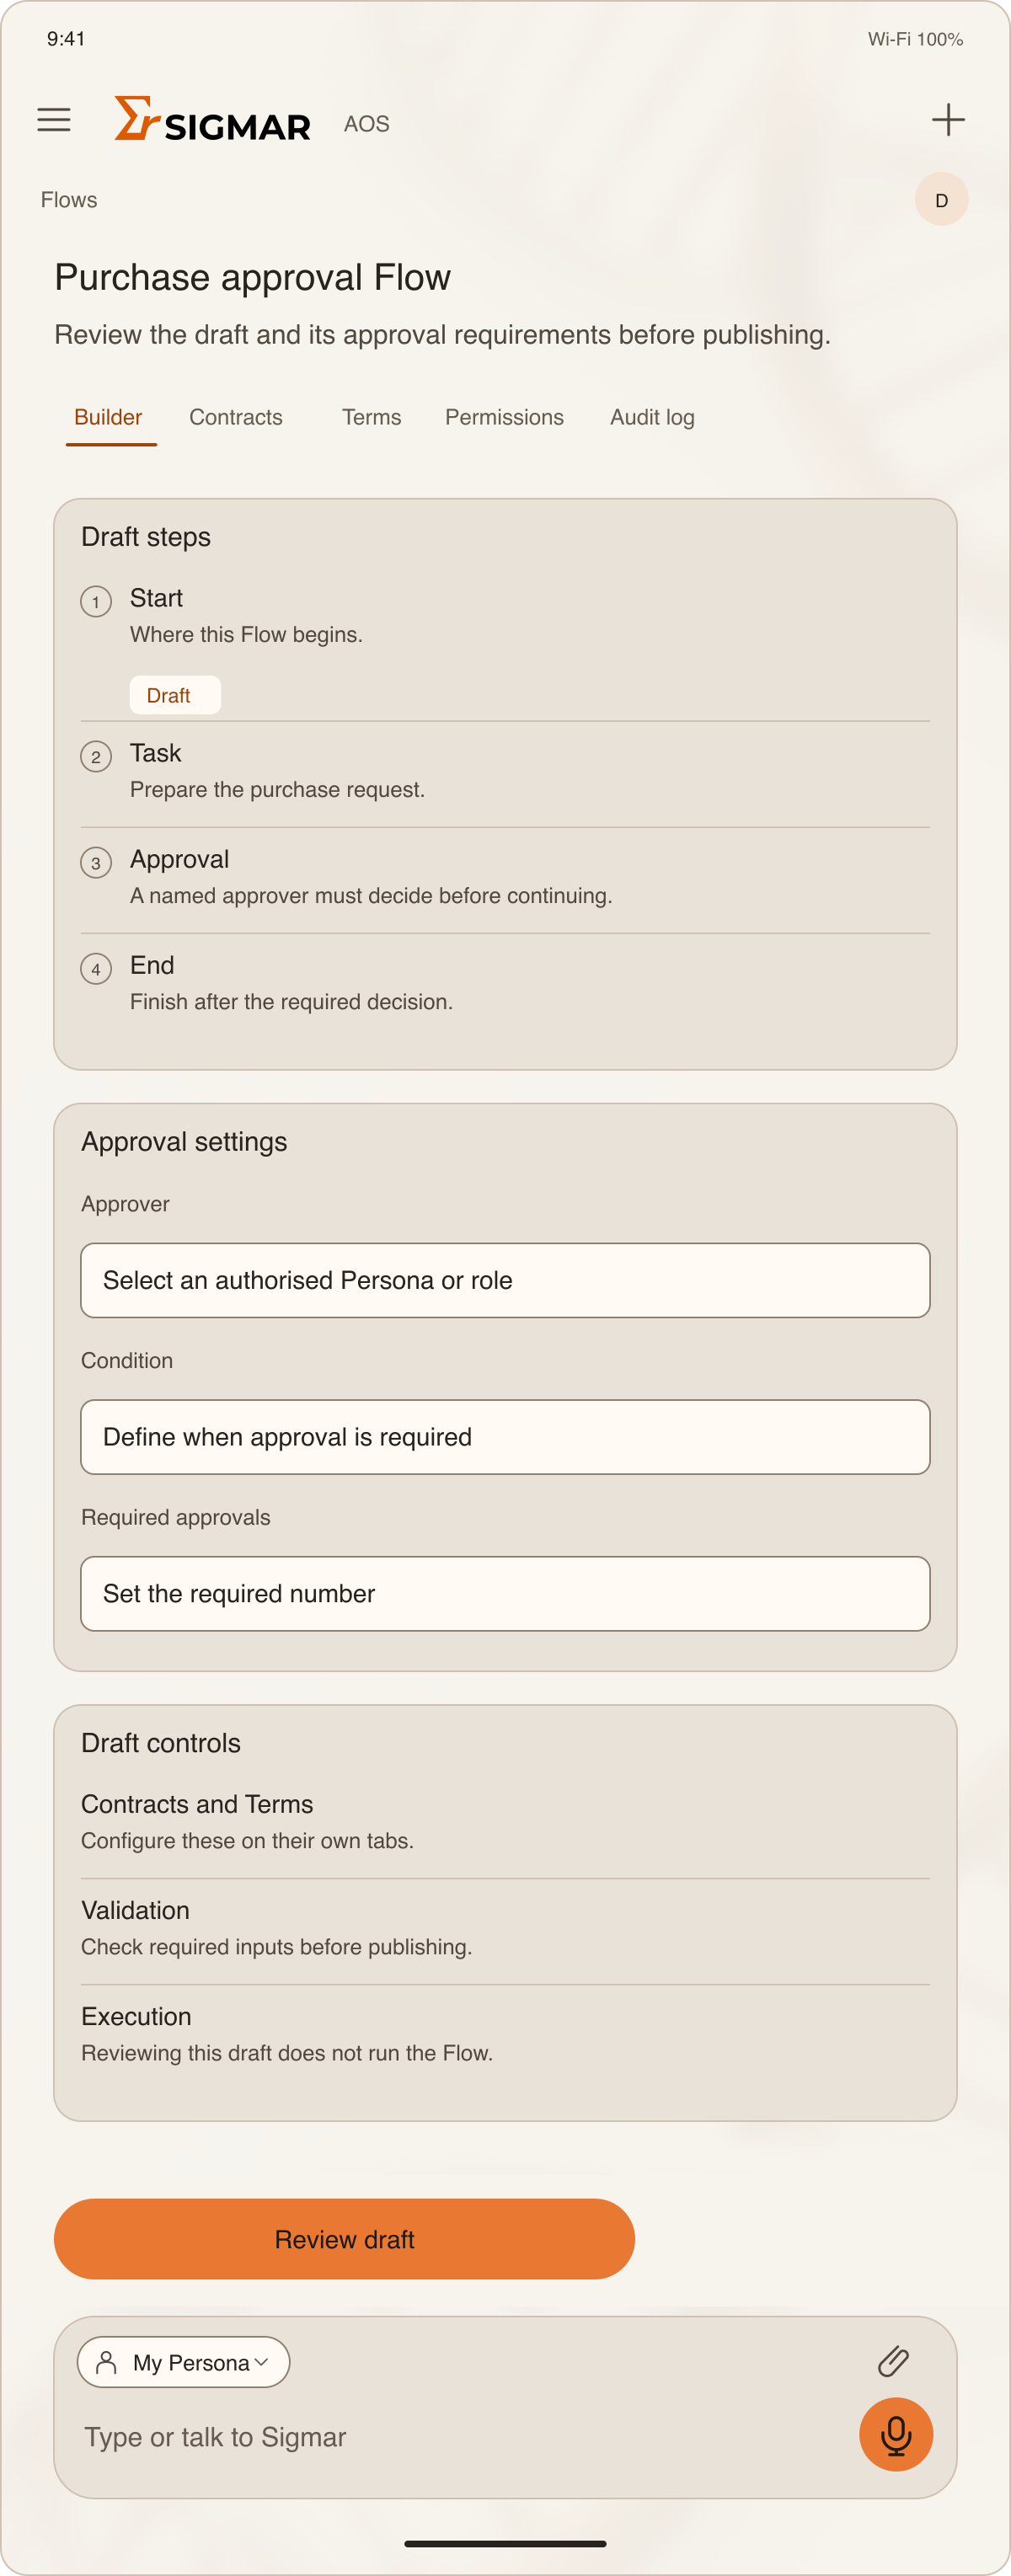 9:41
Wi-Fi 100%
Σr SIGMAR AOS
Flows
D
Purchase approval Flow
Review the draft and its approval requirements before publishing.
Builder Contracts Terms Permissions Audit log
Draft steps
1 Start
Where this Flow begins.
Draft
2 Task
Prepare the purchase request.
3 Approval
A named approver must decide before continuing.
4 End
Finish after the required decision.
Approval settings
Approver
Select an authorised Persona or role
Condition
Define when approval is required
Required approvals
Set the required number
Draft controls
Contracts and Terms
Configure these on their own tabs.
Validation
Check required inputs before publishing.
Execution
Reviewing this draft does not run the Flow.
Review draft
My Persona
Type or talk to Sigmar